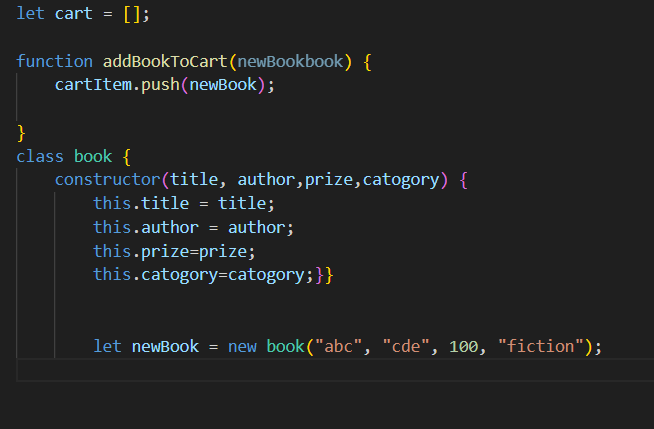 let cart = [];
function addBookToCart(newBookbook) {
cartItem.push(newBook);
}
class book {
constructor(title, author,prize,catogory) {
this.title = title;
this.author = author;
this.prize=prize;
this.catogory=catogory;}}
let newBook = new book("abc", "cde", 100, "fiction");